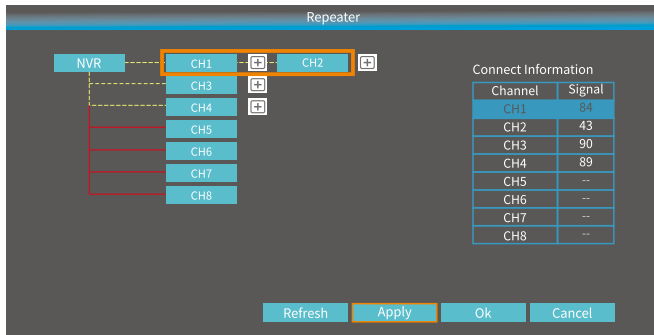 Repeater
NVR CH1 + CH2 +
CH3 +
CH4 +
CH5
CH6
CH7
CH8
Connect Information
Channel Signal
CH1 84
CH2 43
CH3 90
CH4 89
CH5 --
CH6 --
CH7 --
CH8 --
Refresh Apply Ok Cancel